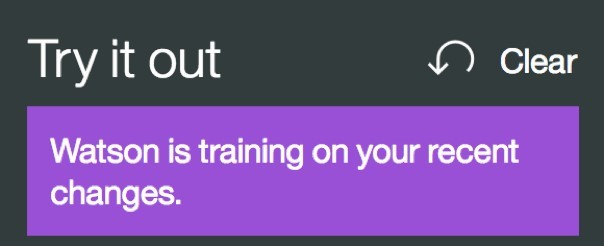 Try it out Clear
Watson is training on your recent
changes.